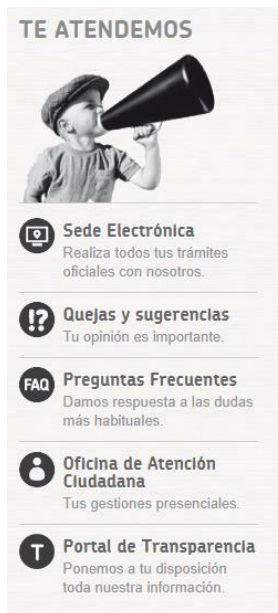 TE ATENDEMOS
Sede Electrónica
Realiza todos tus trámites
oficiales con nosotros.
!?
Quejas y sugerencias
Tu opinión es importante.
FAQ
Preguntas Frecuentes
Damos respuesta a las dudas
más habituales.
Oficina de Atención
Ciudadana
Tus gestiones presenciales.
T
Portal de Transparencia
Ponemos a tu disposición
toda nuestra información.